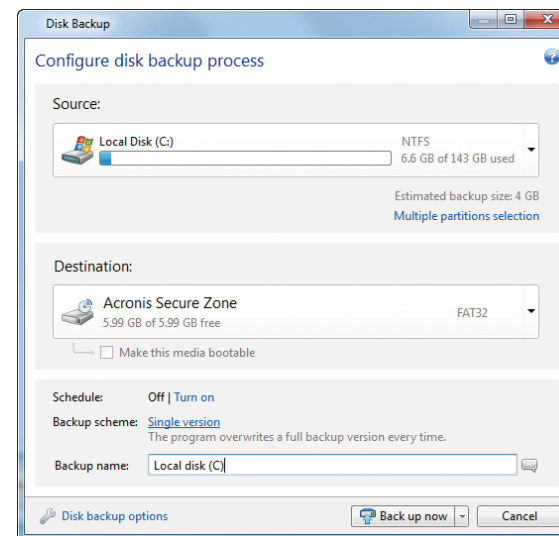 Disk Backup
Configure disk backup process
Source:
Local Disk (C:)
NTFS
6.6 GB of 143 GB used
Estimated backup size: 4 GB
Multiple partitions selection
Destination:
Acronis Secure Zone
5.99 GB of 5.99 GB free
FAT32
Make this media bootable
Schedule: Off | Turn on
Backup scheme: Single version
The program overwrites a full backup version every time.
Backup name: Local disk (C)
Disk backup options
Back up now
Cancel